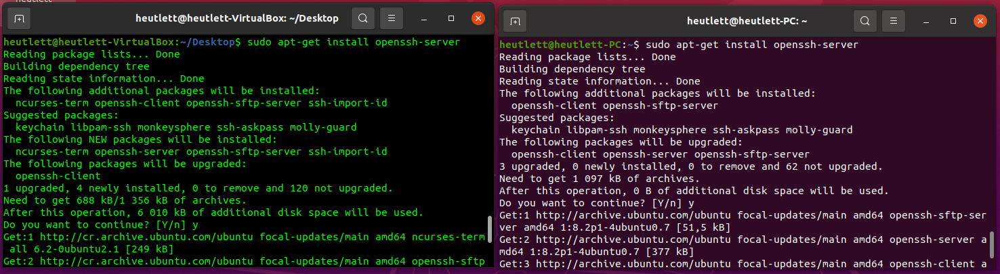 heutlett
heutlett@heutlett-VirtualBox: ~/Desktop
heutlett@heutlett-VirtualBox:~/Desktop$ sudo apt-get install openssh-server
Reading package lists... Done
Building dependency tree
Reading state information... Done
The following additional packages will be installed:
  ncurses-term openssh-client openssh-sftp-server ssh-import-id
Suggested packages:
  keychain libpam-ssh monkeysphere ssh-askpass molly-guard
The following NEW packages will be installed:
  ncurses-term openssh-server openssh-sftp-server ssh-import-id
The following packages will be upgraded:
  openssh-client
1 upgraded, 4 newly installed, 0 to remove and 120 not upgraded.
Need to get 688 kB/1 356 kB of archives.
After this operation, 6 010 kB of additional disk space will be used.
Do you want to continue? [Y/n] y
Get:1 http://cr.archive.ubuntu.com/ubuntu focal-updates/main amd64 ncurses-term
 all 6.2-0ubuntu2.1 [249 kB]
Get:2 http://cr.archive.ubuntu.com/ubuntu focal-updates/main amd64 openssh-sftp
heutlett@heutlett-PC: ~
heutlett@heutlett-PC:~$ sudo apt-get install openssh-server
Reading package lists... Done
Building dependency tree
Reading state information... Done
The following additional packages will be installed:
  openssh-client openssh-sftp-server
Suggested packages:
  keychain libpam-ssh monkeysphere ssh-askpass molly-guard
The following packages will be upgraded:
  openssh-client openssh-server openssh-sftp-server
3 upgraded, 0 newly installed, 0 to remove and 62 not upgraded.
Need to get 1 097 kB of archives.
After this operation, 0 B of additional disk space will be used.
Do you want to continue? [Y/n] y
Get:1 http://archive.ubuntu.com/ubuntu focal-updates/main amd64 openssh-sftp-ser
ver amd64 1:8.2p1-4ubuntu0.7 [51,5 kB]
Get:2 http://archive.ubuntu.com/ubuntu focal-updates/main amd64 openssh-server a
md64 1:8.2p1-4ubuntu0.7 [377 kB]
Get:3 http://archive.ubuntu.com/ubuntu focal-updates/main amd64 openssh-client a